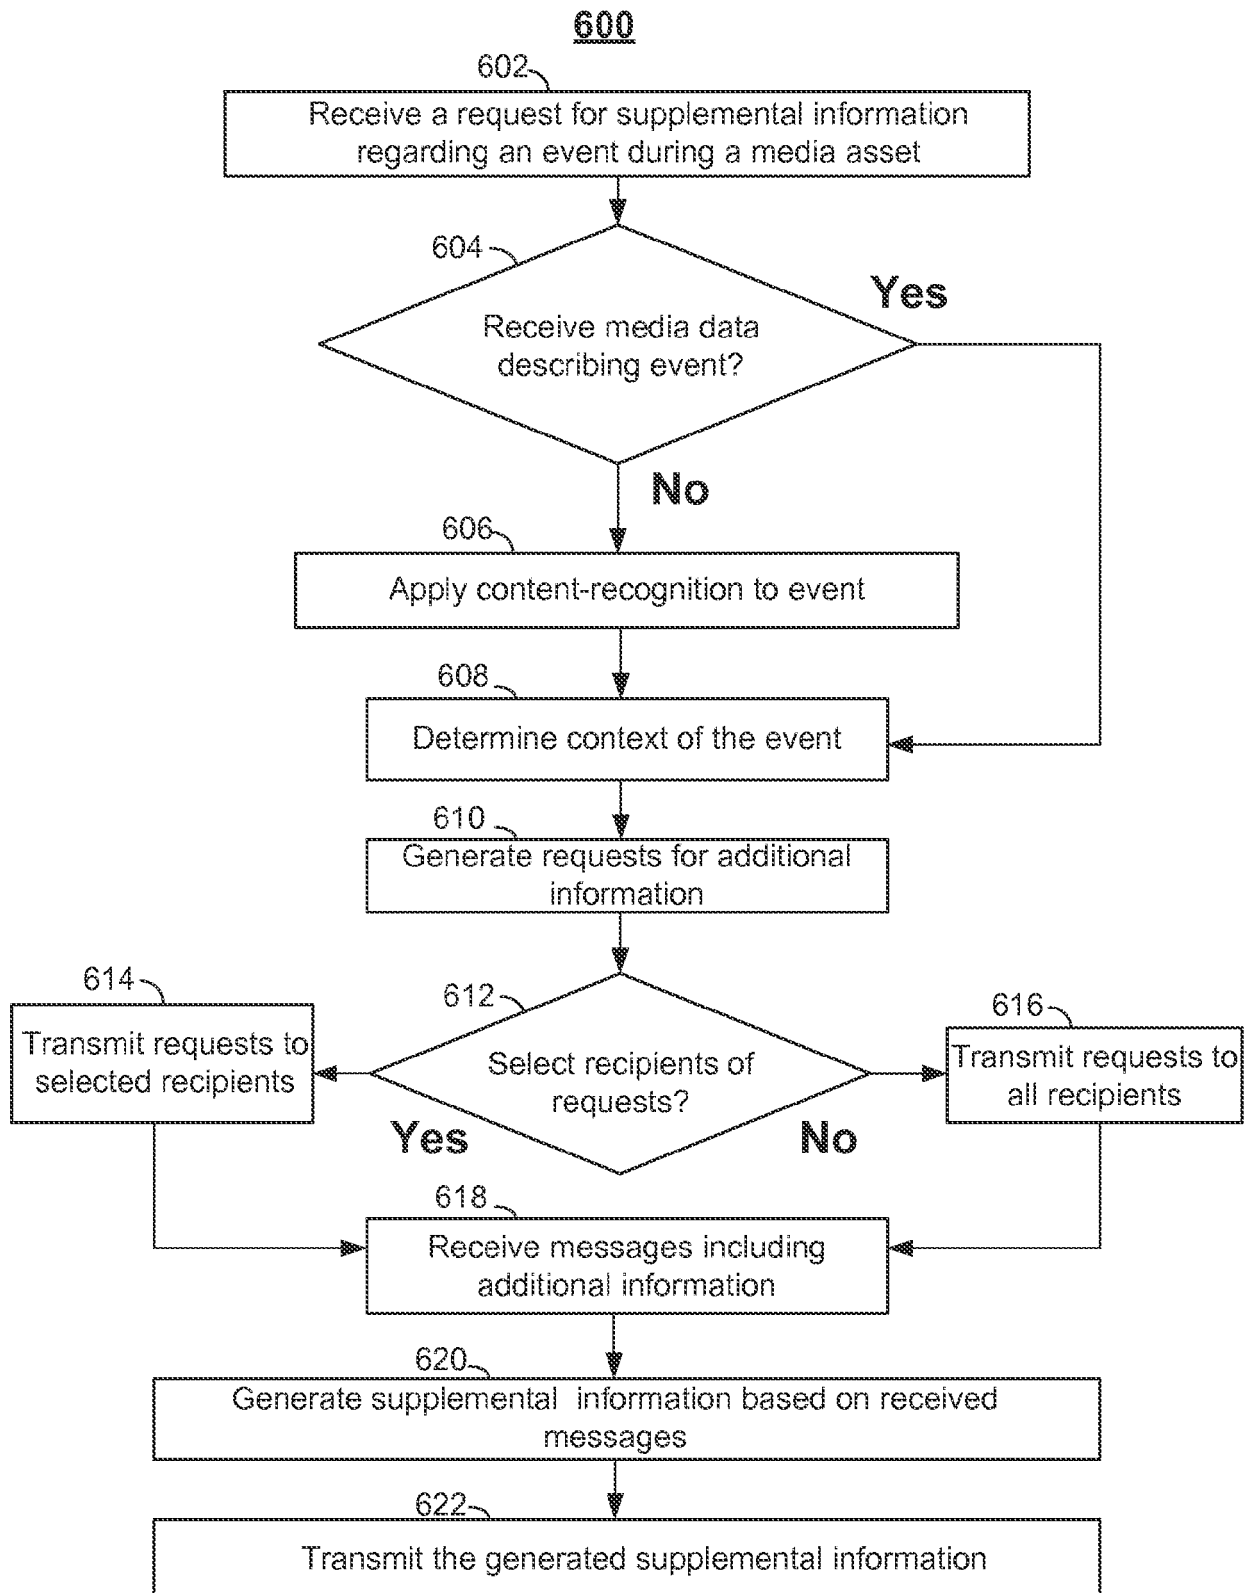 600
602
Receive a request for supplemental information
regarding an event during a media asset
604
Yes
Receive media data
describing event?
No
606
Apply content-recognition to event
608
Determine context of the event
610
Generate requests for additional
information
614
612
616
Transmit requests to
selected recipients
Select recipients of
requests?
Transmit requests to
all recipients
Yes
No
618
Receive messages including
additional information
620
Generate supplemental  information based on received
messages
622
Transmit the generated supplemental information